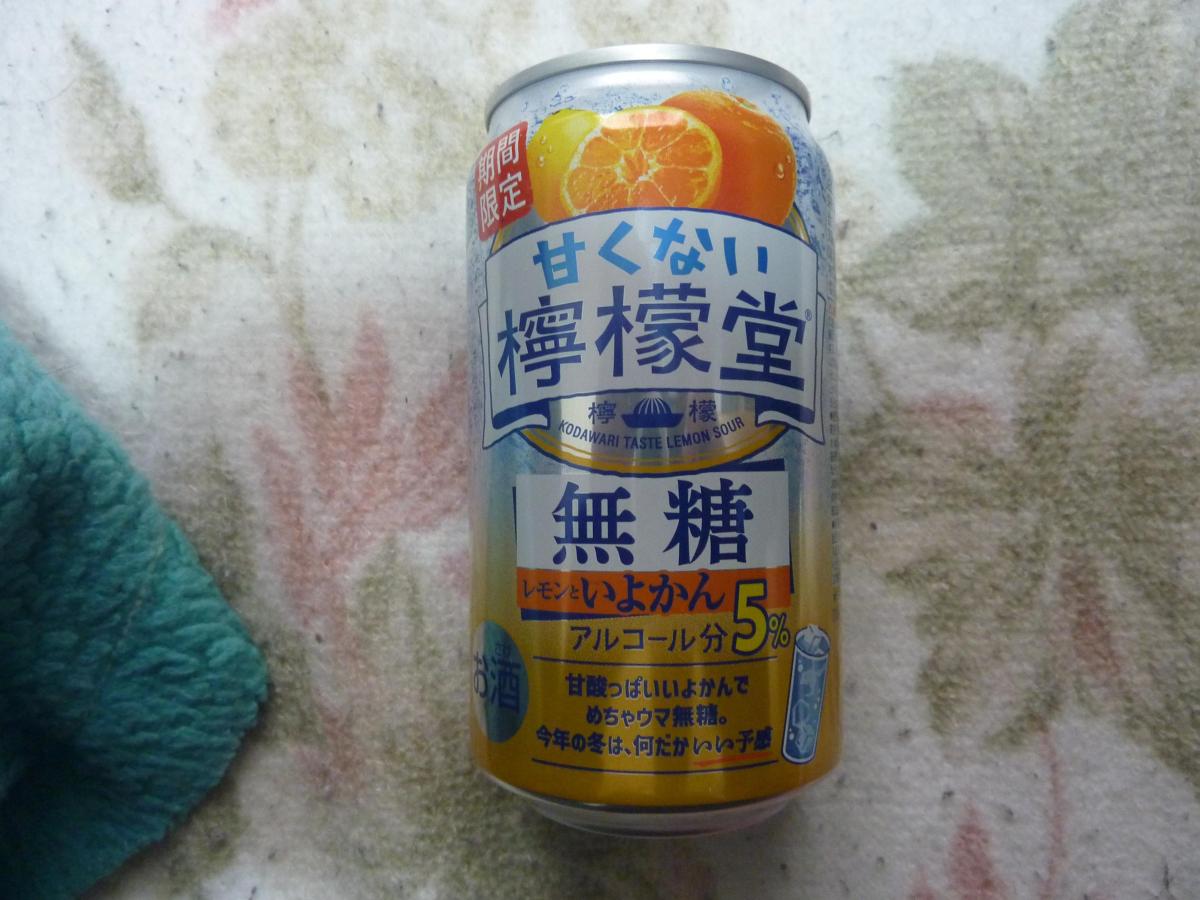 期間
限定
甘くない
檸檬堂®
檸 檬
KODAWARI TASTE LEMON SOUR
無糖
レモンといよかん
アルコール分5%
お酒
さけ
甘酸っぱいいよかんで
めちゃウマ無糖。
今年の冬は、何だかいい予感